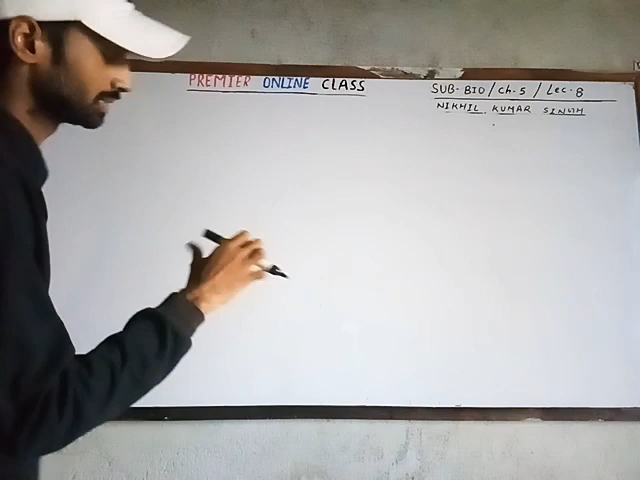 PREMIER ONLINE CLASS
SUB- BIO / Ch. 5 / Lec. 8
NIKHIL KUMAR SINGH